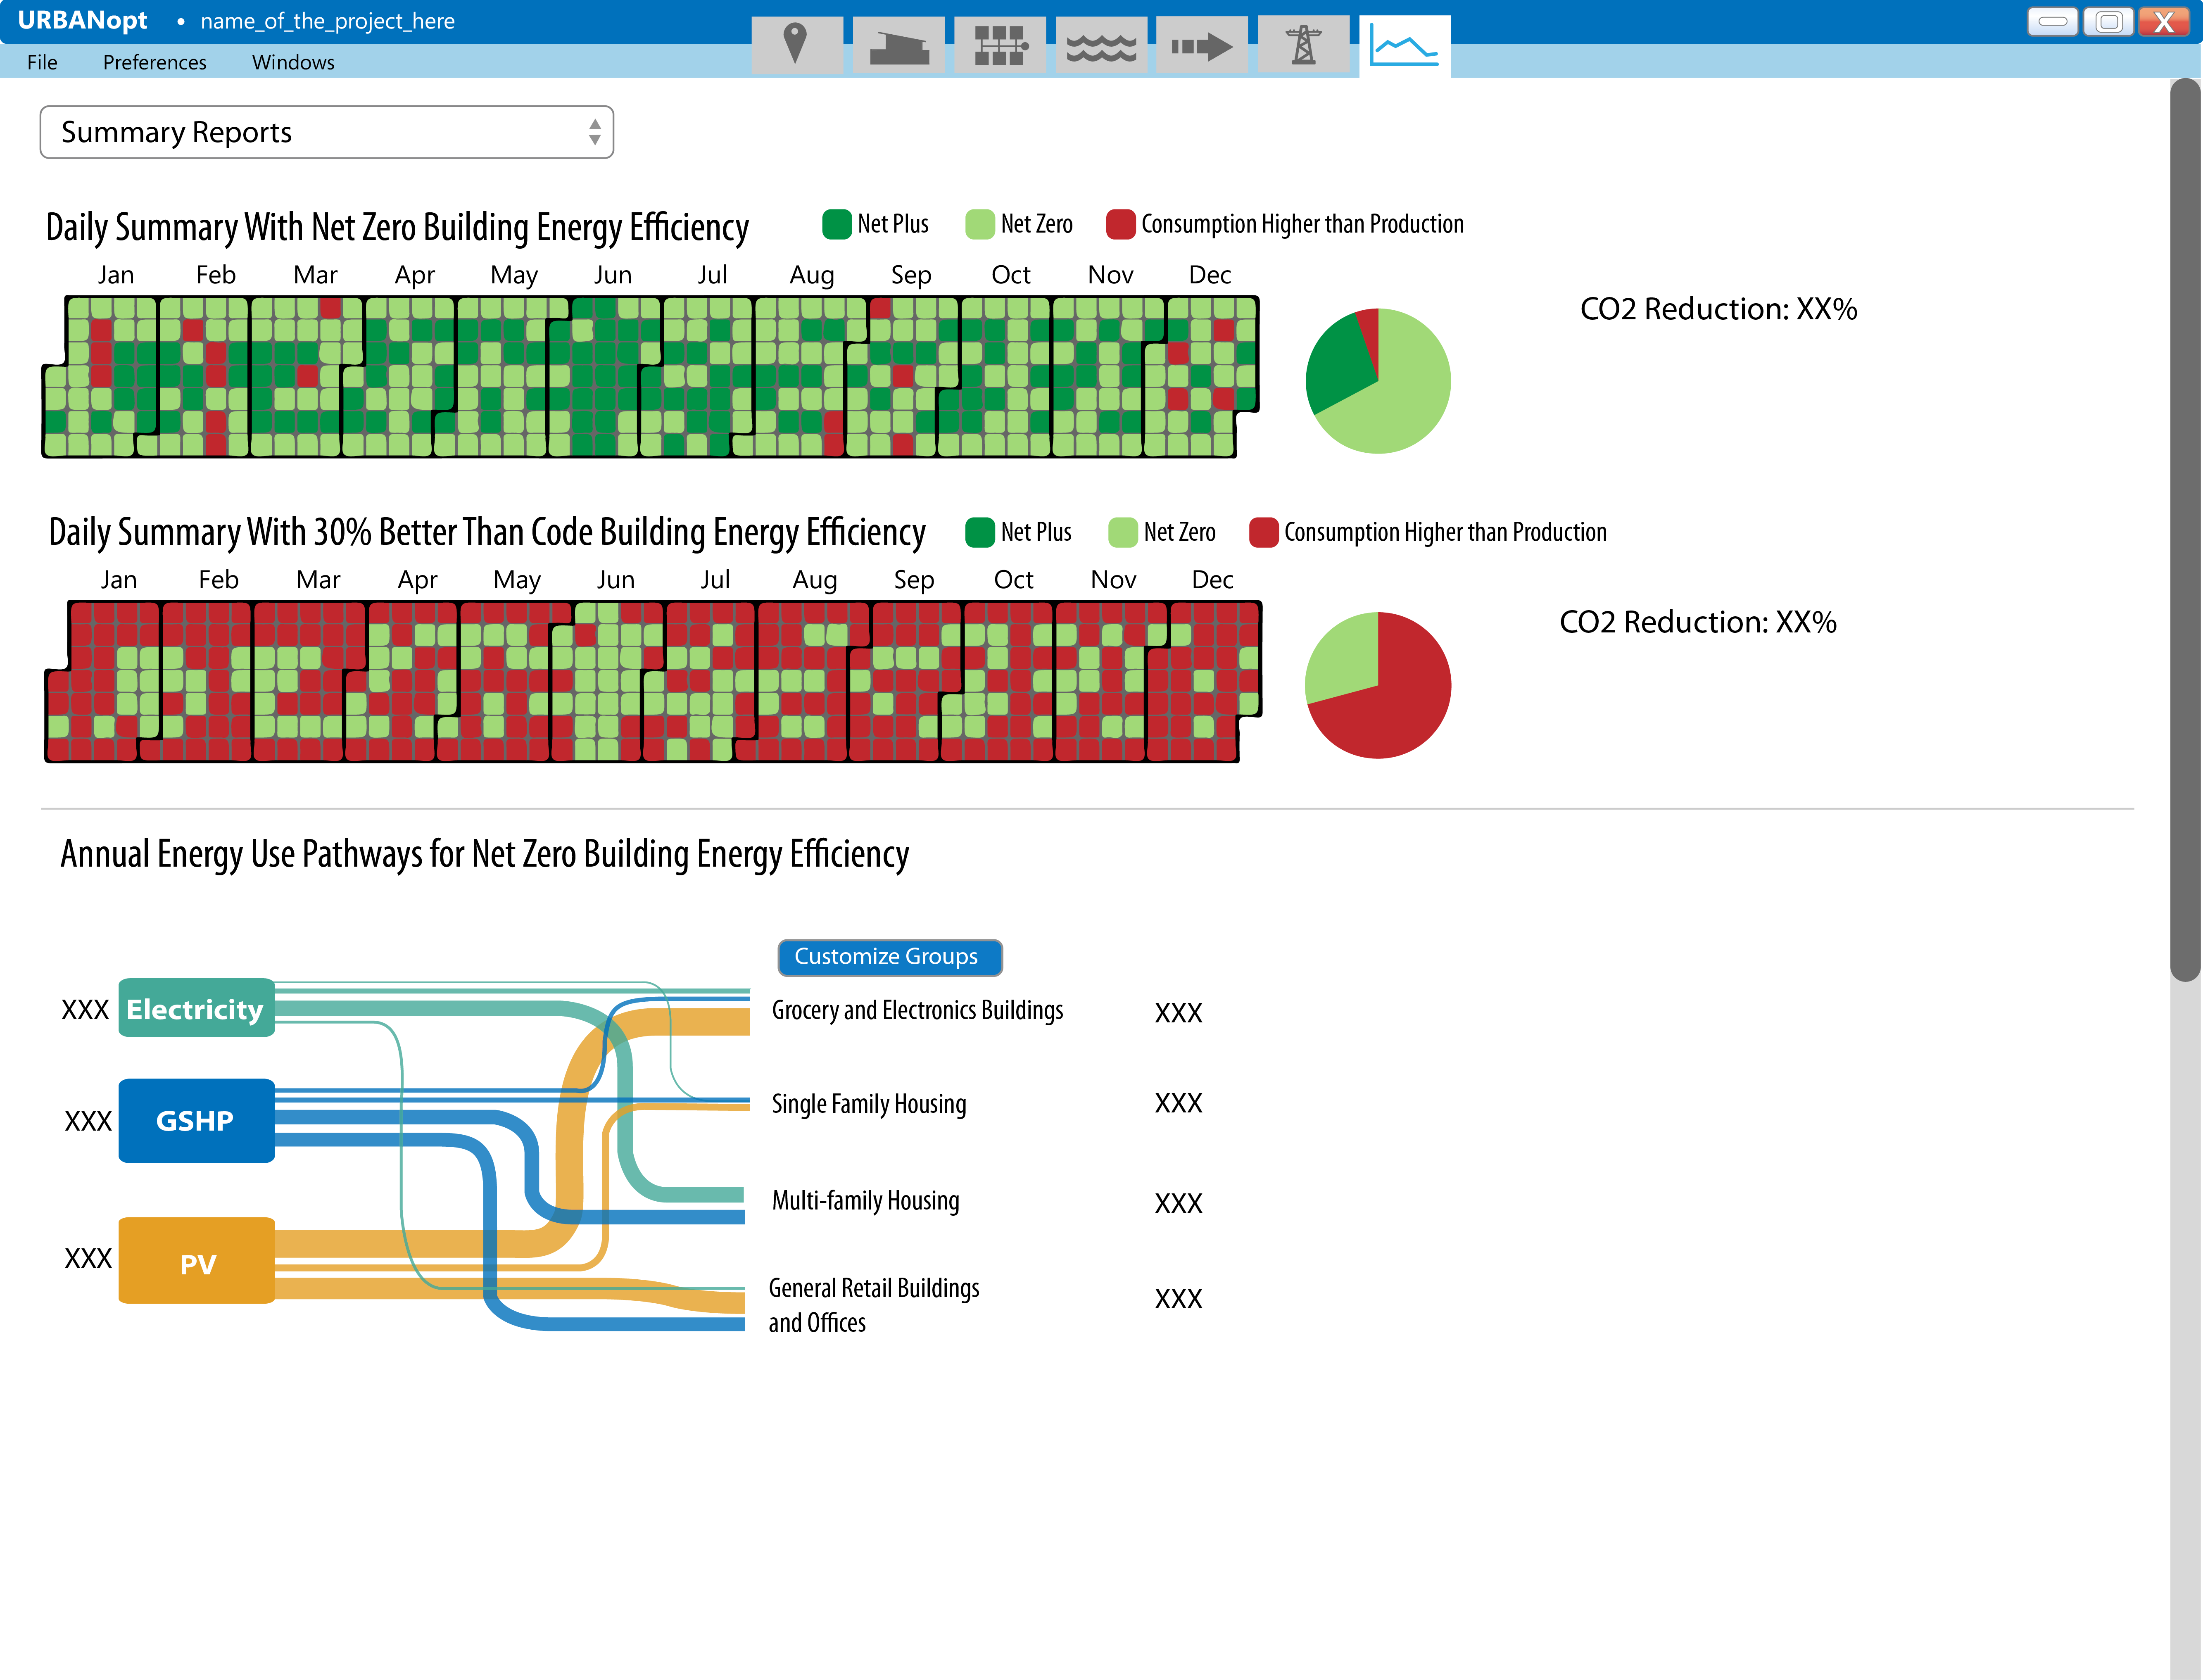 URBANopt • name_of_the_project_here
X
File Preferences Windows
Summary Reports
Daily Summary With Net Zero Building Energy Efficiency
Net Plus Net Zero Consumption Higher than Production
Jan Feb Mar Apr May Jun Jul Aug Sep Oct Nov Dec
CO2 Reduction: XX%
Daily Summary With 30% Better Than Code Building Energy Efficiency
Net Plus Net Zero Consumption Higher than Production
Jan Feb Mar Apr May Jun Jul Aug Sep Oct Nov Dec
CO2 Reduction: XX%
Annual Energy Use Pathways for Net Zero Building Energy Efficiency
Customize Groups
XXX Electricity
Grocery and Electronics Buildings XXX
XXX GSHP
Single Family Housing XXX
Multi-family Housing XXX
XXX PV
General Retail Buildings
and Offices
XXX